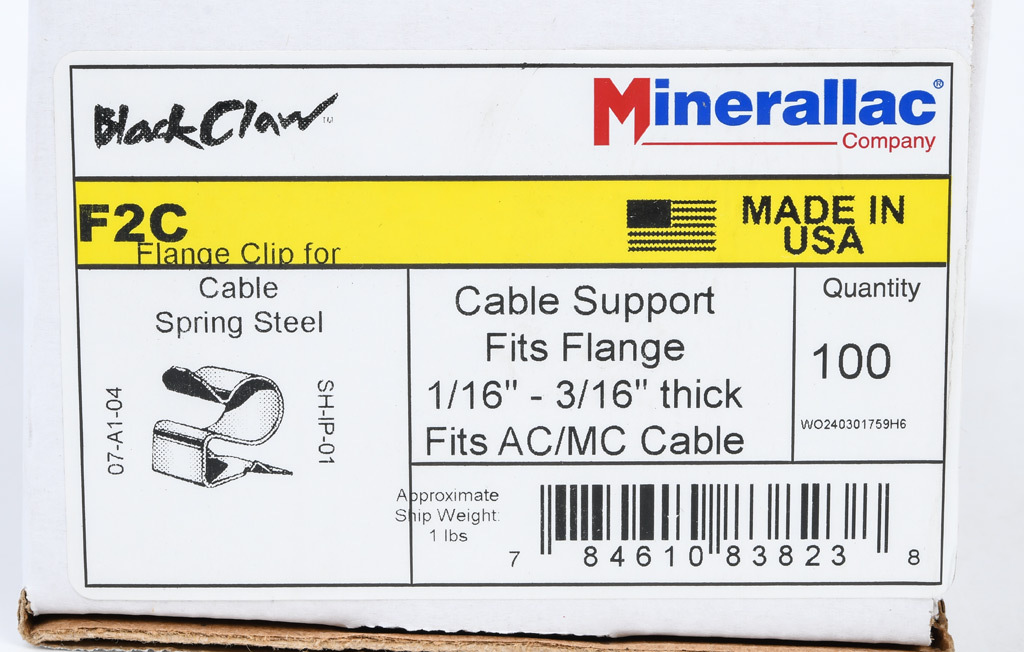 BlackClaw™
Minerallac®
Company
F2C
MADE IN
USA
Flange Clip for
Cable
Spring Steel
07-A1-04
SH-IP-01
Cable Support
Fits Flange
1/16" - 3/16" thick
Fits AC/MC Cable
Quantity
100
WO240301759H6
Approximate
Ship Weight:
1 lbs
7 84610 83823 8